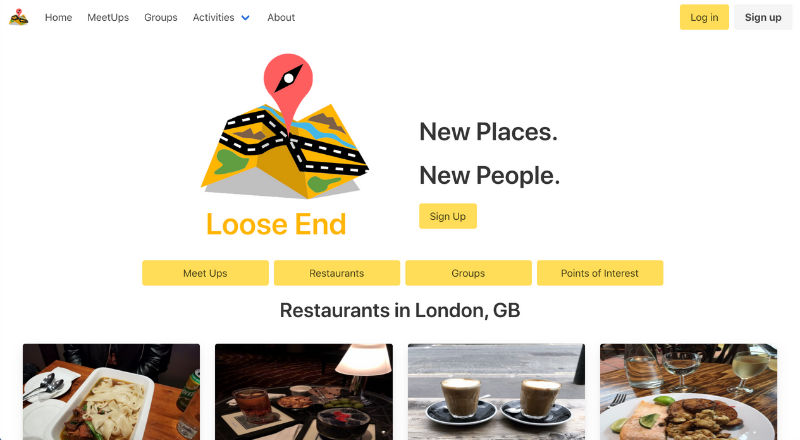 Home MeetUps Groups Activities About Log in Sign up
New Places.
New People.
Sign Up
Loose End
Meet Ups Restaurants Groups Points of Interest
Restaurants in London, GB